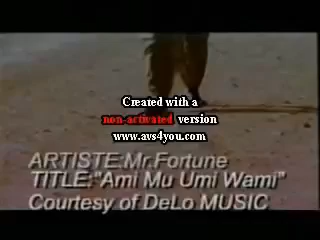 Created with a
non-activated version
www.avs4you.com
ARTISTE:Mr.Fortune
TITLE:"Ami Mu Umi Wami"
Courtesy of DeLo MUSIC